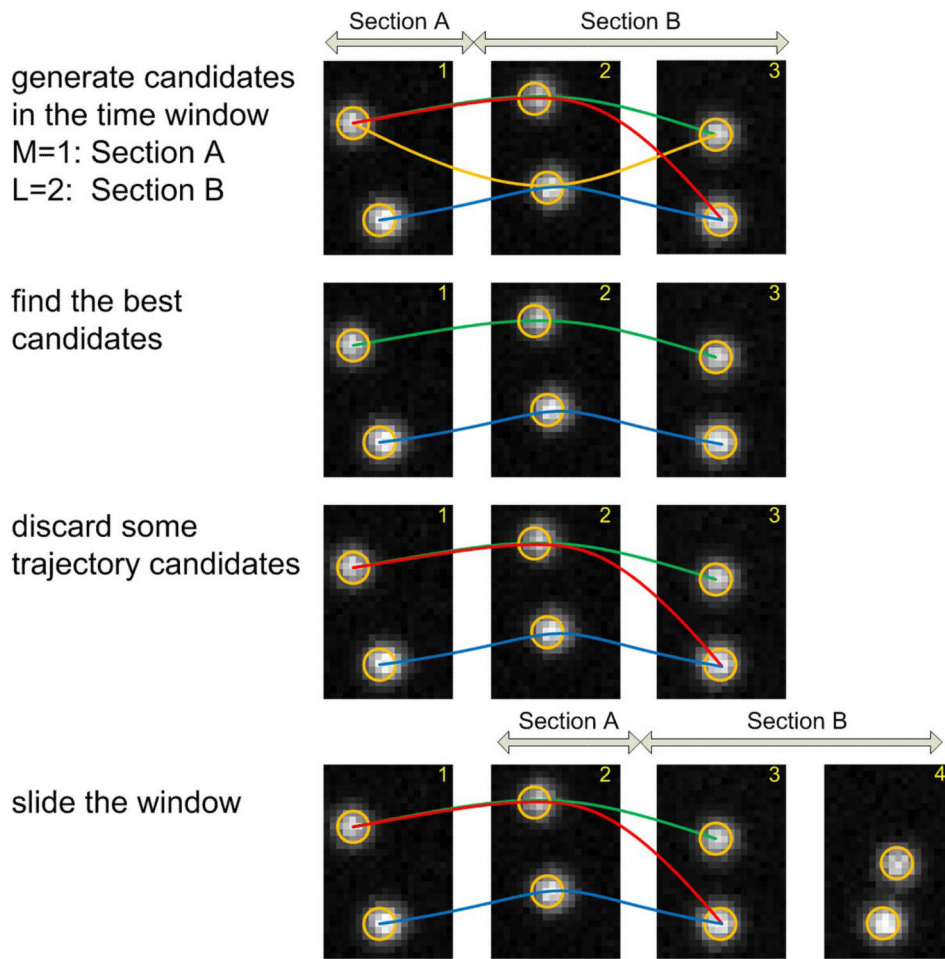 Section A
Section B
generate candidates
in the time window
M=1: Section A
L=2: Section B
1
2
3
find the best
candidates
1
2
3
discard some
trajectory candidates
1
2
3
Section A
Section B
slide the window
1
2
3
4